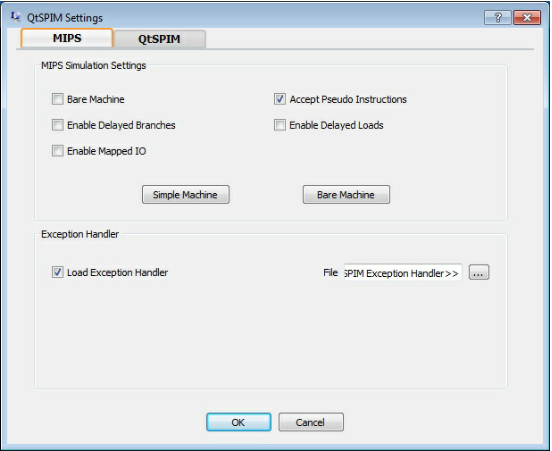 QtSPIM Settings
MIPS QtSPIM
MIPS Simulation Settings
Bare Machine Accept Pseudo Instructions
Enable Delayed Branches Enable Delayed Loads
Enable Mapped IO
Simple Machine Bare Machine
Exception Handler
Load Exception Handler File SPIM Exception Handler>> ...
OK Cancel